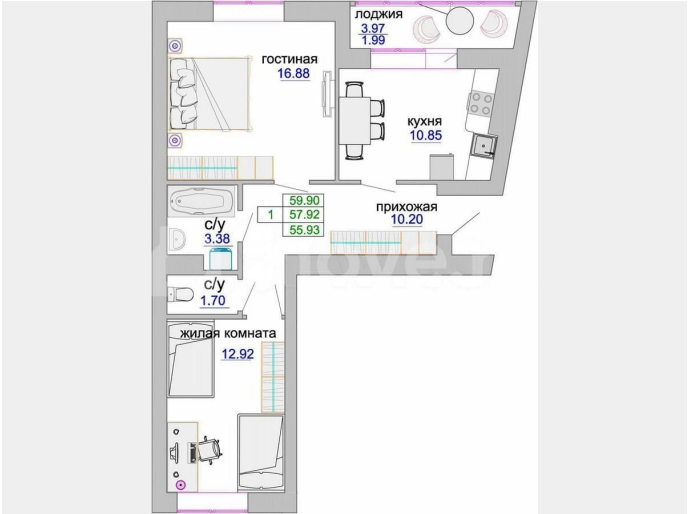 лоджия
3.97
1.99
гостиная
16.88
кухня
10.85
59.90
1 57.92
55.93
прихожая
10.20
с/у
3.38
с/у
1.70
жилая комната
12.92